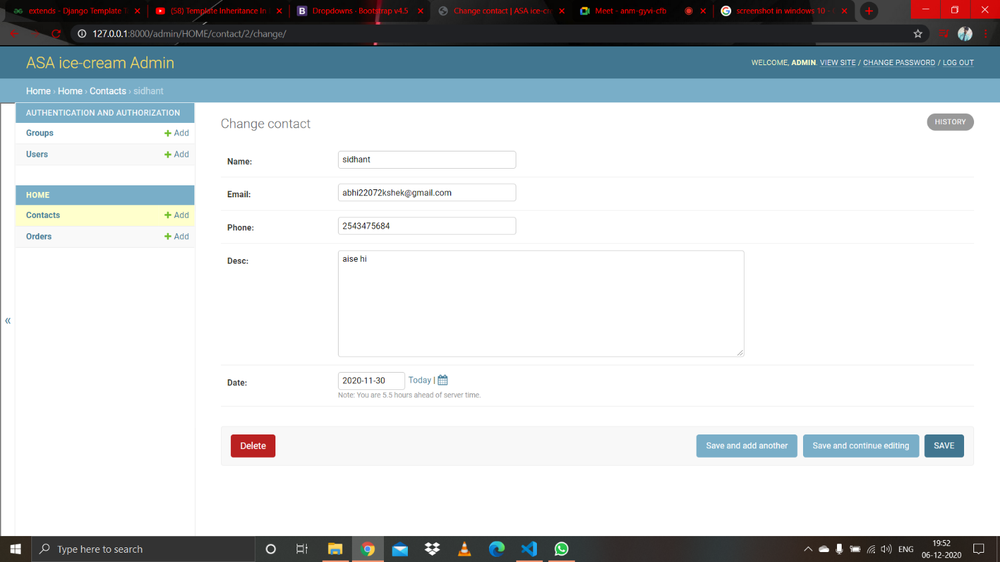 extends - Django Template T
(58) Template Inheritance In
Dropdowns · Bootstrap v4.5
Change contact | ASA ice-cre
Meet - anm-gyvi-cfb
screenshot in windows 10 -
127.0.0.1:8000/admin/HOME/contact/2/change/
ASA ice-cream Admin
WELCOME, ADMIN. VIEW SITE / CHANGE PASSWORD / LOG OUT
Home › Home › Contacts › sidhant
AUTHENTICATION AND AUTHORIZATION
Groups
+ Add
Users
+ Add
HOME
Contacts
+ Add
Orders
+ Add
«
Change contact
HISTORY
Name:
sidhant
Email:
abhi22072kshek@gmail.com
Phone:
2543475684
Desc:
aise hi
Date:
2020-11-30
Today |
Note: You are 5.5 hours ahead of server time.
Delete
Save and add another
Save and continue editing
SAVE
Type here to search
ENG
19:52
06-12-2020